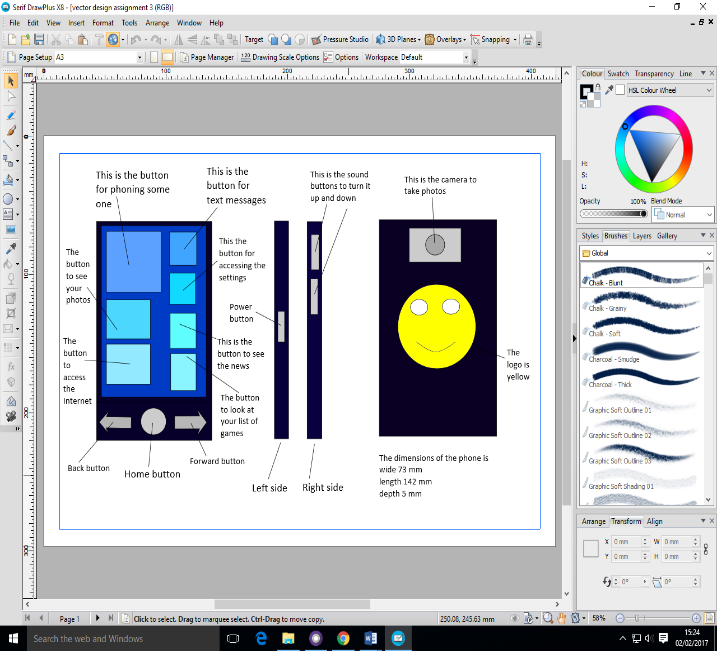 Serif DrawPlus X8 - [vector design assignment 3 (RGB)]
File Edit View Insert Format Tools Arrange Window Help
Target Pressure Studio 3D Planes Overlays Snapping
Page Setup A3 Page Manager Drawing Scale Options Options Workspace Default
mm 0 100 200 300 400
This is the button
for phoning some
one
This is the
button for
text messages
This is the sound
buttons to turn it
up and down
This is the camera to
take photos
The
button
to see
your
photos
This the
button for
accessing the
settings
Power
button
The
button
to
access
the
Internet
This is the
button to see
the news
The button
to look at
your list of
games
Back button
Home button
Forward button
Left side
Right side
The
logo is
yellow
The dimensions of the phone is
wide 73 mm
length 142 mm
depth 5 mm
Colour Swatch Transparency Line
HSL Colour Wheel
H:
S:
L:
Opacity 100% Blend Mode
Normal
Styles Brushes Layers Gallery
Global
Chalk - Blunt
Chalk - Grainy
Chalk - Soft
Charcoal - Smudge
Charcoal - Thick
Graphic Soft Outline 01
Graphic Soft Outline 02
Graphic Soft Outline 03
Graphic Soft Shading 01
Arrange Transform Align
X 0 mm W 0 mm
Y 0 mm H 0 mm
0° 0°
Page 1 Click to select. Drag to marquee select. Ctrl-Drag to move copy. 250.08, 245.63 mm 58%
Search the web and Windows
15:24
02/02/2017